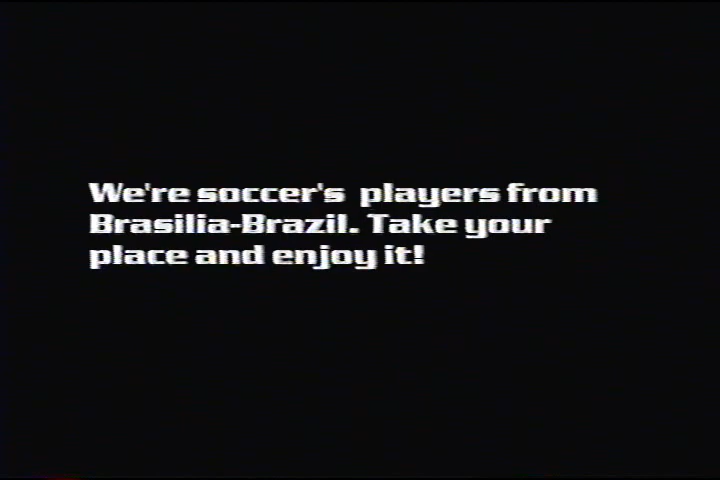 We're soccer's  players from
Brasilia-Brazil. Take your
place and enjoy it!